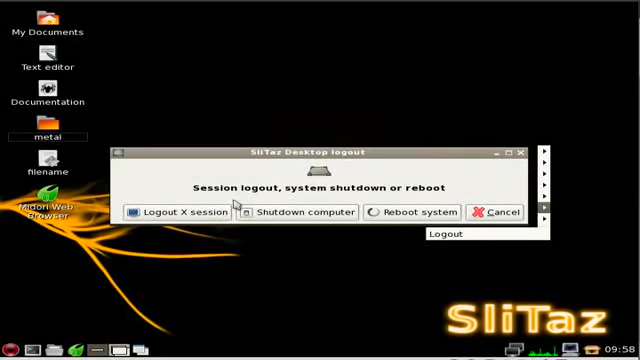 My Documents
Text editor
Documentation
metal
filename
Midori Web
Browser
SliTaz Desktop logout
Session logout, system shutdown or reboot
Logout X session
Shutdown computer
Reboot system
Cancel
Logout
SliTaz
09:58